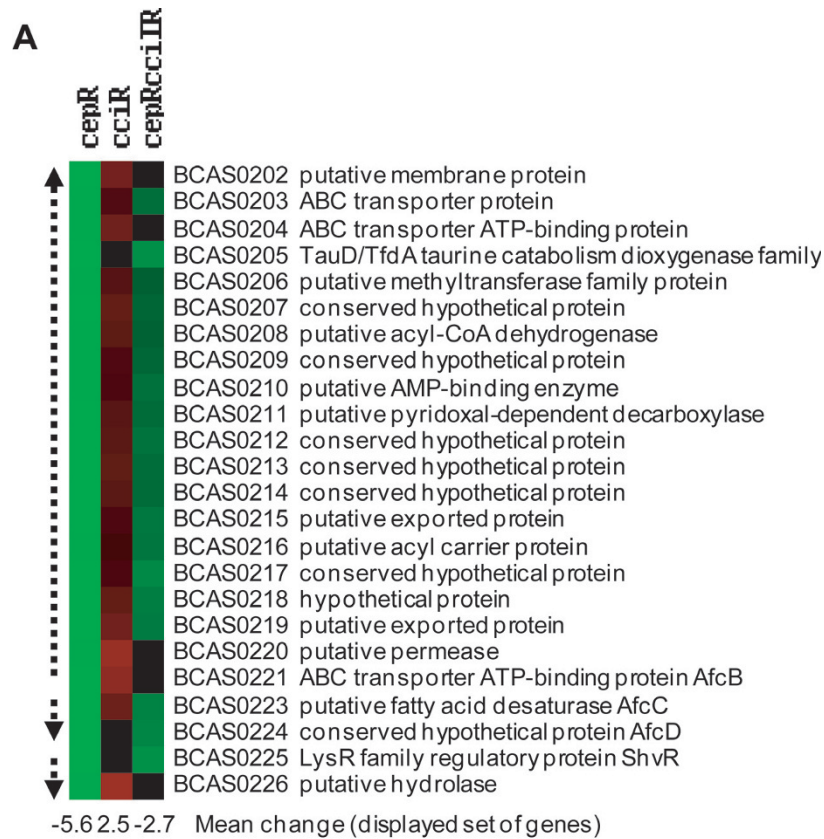 A
cepR
cciR
cepRcciIR
BCAS0202 putative membrane protein
BCAS0203 ABC transporter protein
BCAS0204 ABC transporter ATP-binding protein
BCAS0205 TauD/TfdA taurine catabolism dioxygenase family
BCAS0206 putative methyltransferase family protein
BCAS0207 conserved hypothetical protein
BCAS0208 putative acyl-CoA dehydrogenase
BCAS0209 conserved hypothetical protein
BCAS0210 putative AMP-binding enzyme
BCAS0211 putative pyridoxal-dependent decarboxylase
BCAS0212 conserved hypothetical protein
BCAS0213 conserved hypothetical protein
BCAS0214 conserved hypothetical protein
BCAS0215 putative exported protein
BCAS0216 putative acyl carrier protein
BCAS0217 conserved hypothetical protein
BCAS0218 hypothetical protein
BCAS0219 putative exported protein
BCAS0220 putative permease
BCAS0221 ABC transporter ATP-binding protein AfcB
BCAS0223 putative fatty acid desaturase AfcC
BCAS0224 conserved hypothetical protein AfcD
BCAS0225 LysR family regulatory protein ShvR
BCAS0226 putative hydrolase
-5.6 2.5 -2.7 Mean change (displayed set of genes)